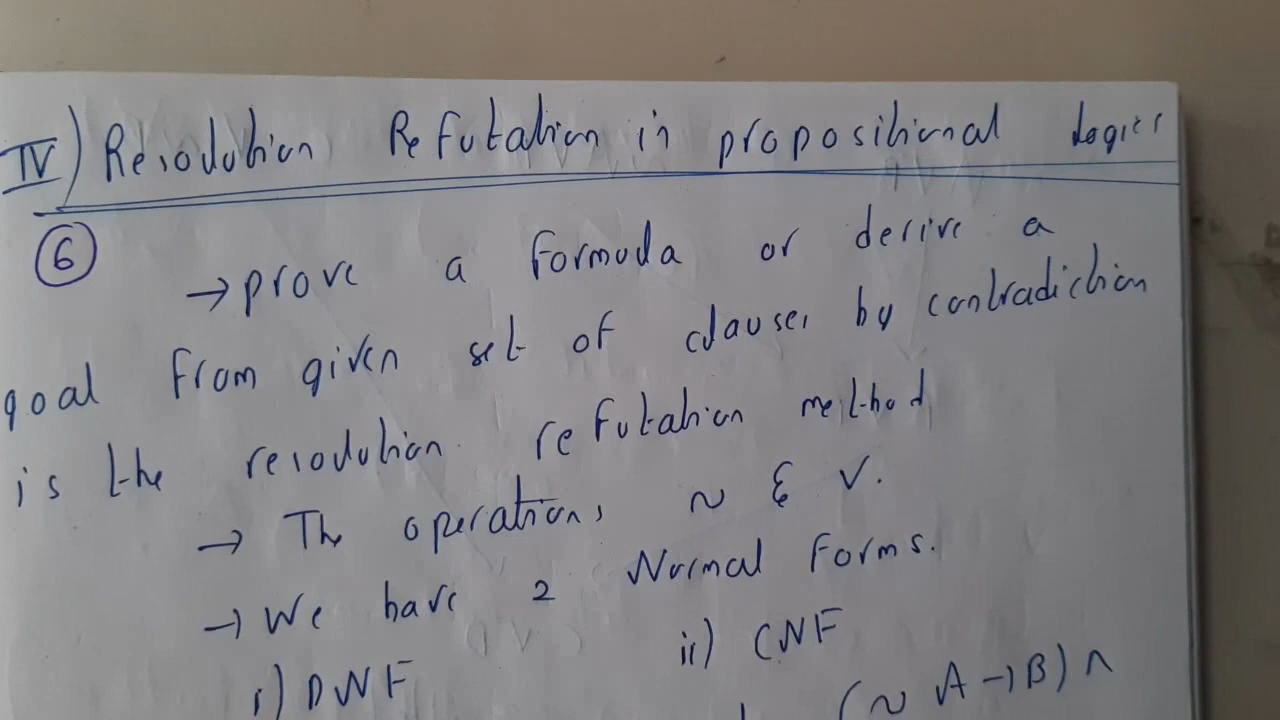 IV) Resolution Refutation in propositional Logics
6
→ prove a formula or derive a
goal from given set of clauses by contradiction
is the resolution refutation method
→ The operations ~ & V.
→ We have 2 Normal Forms.
i) DNF ii) CNF
(~ A → B) ∧